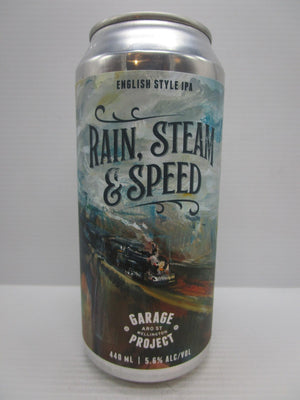 ENGLISH STYLE IPA
RAIN, STEAM
& SPEED
GARAGE
ARO ST
WELLINGTON
PROJECT
440 ML | 5.6% ALC/VOL